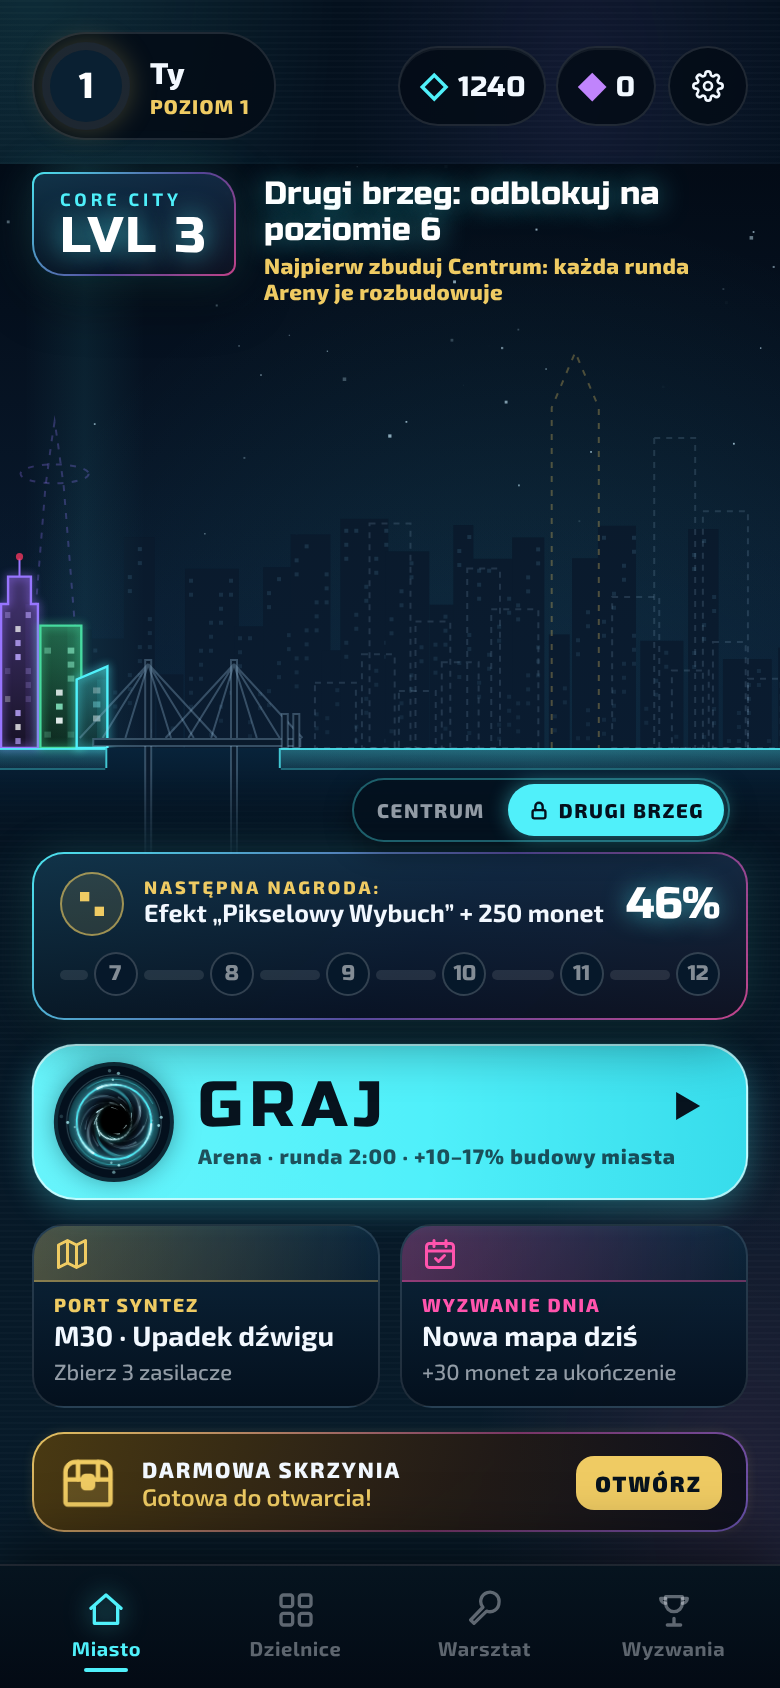 1
Ty
POZIOM 1
1240
0
CORE CITY
LVL 3
Drugi brzeg: odblokuj na
poziomie 6
Najpierw zbuduj Centrum: każda runda
Areny je rozbudowuje
CENTRUM
DRUGI BRZEG
NASTĘPNA NAGRODA:
Efekt „Pikselowy Wybuch” + 250 monet
46%
7 8 9 10 11 12
GRAJ
Arena · runda 2:00 · +10–17% budowy miasta
PORT SYNTEZ
M30 · Upadek dźwigu
Zbierz 3 zasilacze
WYZWANIE DNIA
Nowa mapa dziś
+30 monet za ukończenie
DARMOWA SKRZYNIA
Gotowa do otwarcia!
OTWÓRZ
Miasto
Dzielnice
Warsztat
Wyzwania